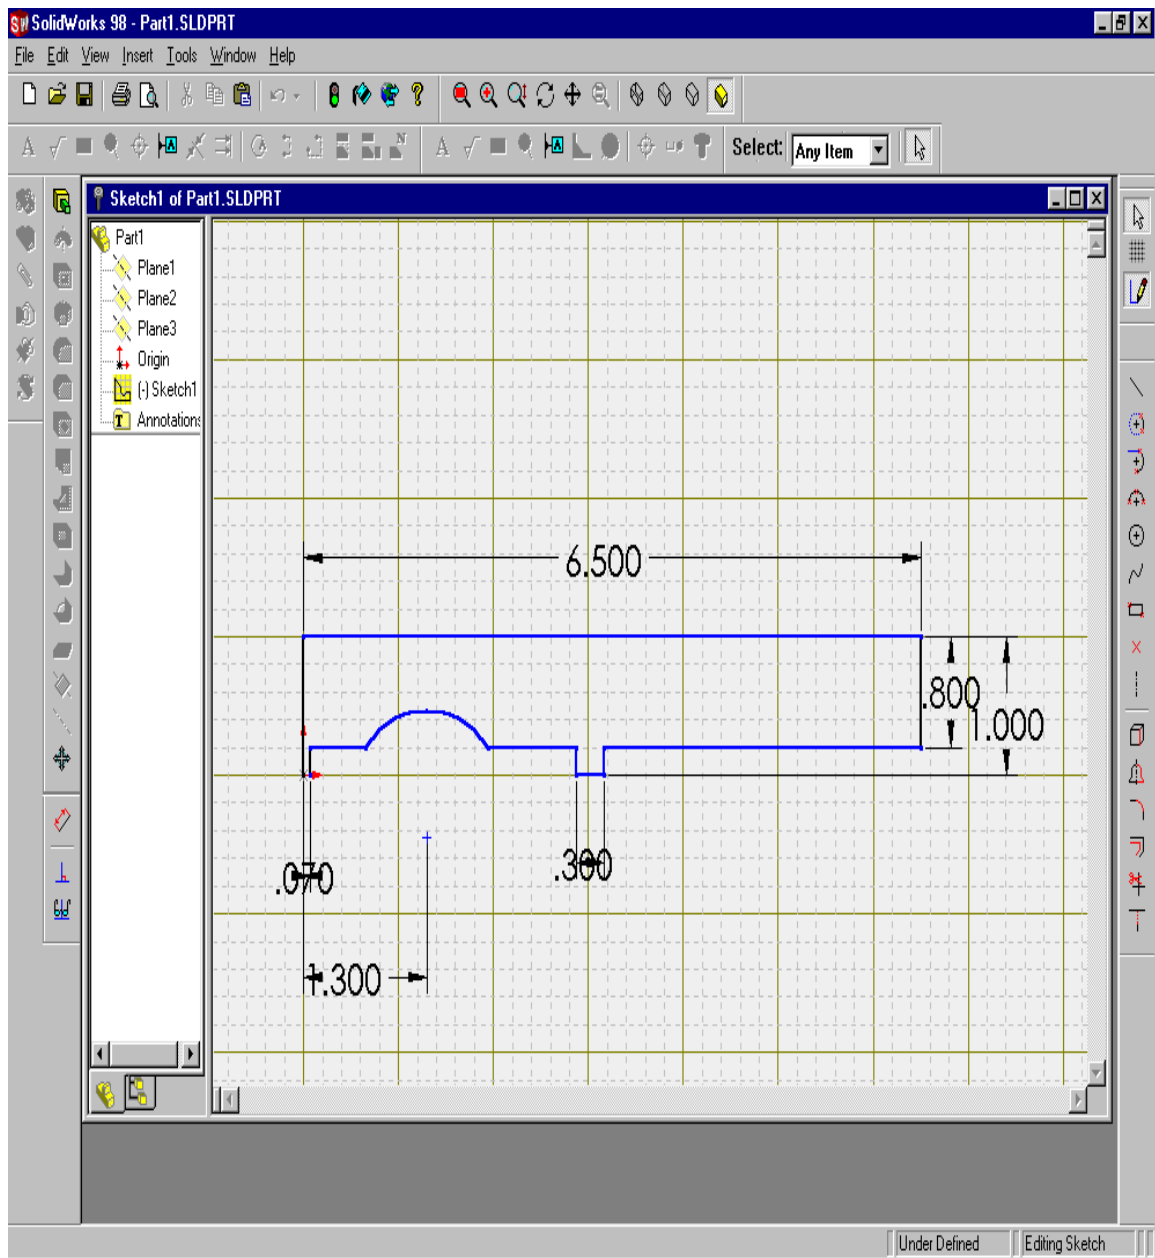 SolidWorks 98 - Part1.SLDPRT
File Edit View Insert Tools Window Help
Select: Any Item
Sketch1 of Part1.SLDPRT
Part1
Plane1
Plane2
Plane3
Origin
(-) Sketch1
Annotations
6.500
.800
1.000
.070
.300
1.300
Under Defined Editing Sketch